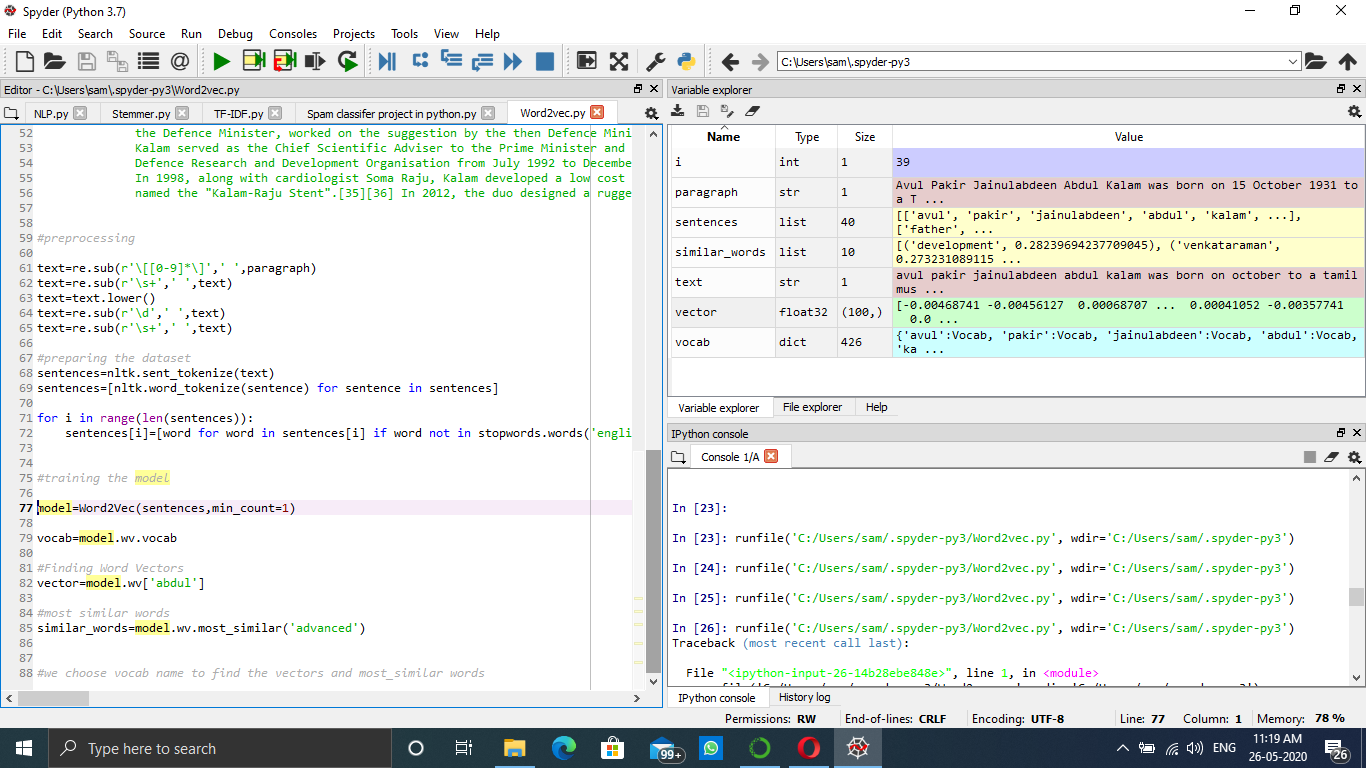 Spyder (Python 3.7)
File Edit Search Source Run Debug Consoles Projects Tools View Help
C:\Users\sam\.spyder-py3
Editor - C:\Users\sam\.spyder-py3\Word2vec.py
NLP.py Stemmer.py TF-IDF.py Spam classifer project in python.py Word2vec.py
52 the Defence Minister, worked on the suggestion by the then Defence Mini
53 Kalam served as the Chief Scientific Adviser to the Prime Minister and
54 Defence Research and Development Organisation from July 1992 to Decembe
55 In 1998, along with cardiologist Soma Raju, Kalam developed a low cost
56 named the "Kalam-Raju Stent".[35][36] In 2012, the duo designed a rugge
57
58
59 #preprocessing
60
61 text=re.sub(r'\[[0-9]*\]',' ',paragraph)
62 text=re.sub(r'\s+',' ',text)
63 text=text.lower()
64 text=re.sub(r'\d',' ',text)
65 text=re.sub(r'\s+',' ',text)
66
67 #preparing the dataset
68 sentences=nltk.sent_tokenize(text)
69 sentences=[nltk.word_tokenize(sentence) for sentence in sentences]
70
71 for i in range(len(sentences)):
72 sentences[i]=[word for word in sentences[i] if word not in stopwords.words('engli
73
74
75 #training the model
76
77 model=Word2Vec(sentences,min_count=1)
78
79 vocab=model.wv.vocab
80
81 #Finding Word Vectors
82 vector=model.wv['abdul']
83
84 #most similar words
85 similar_words=model.wv.most_similar('advanced')
86
87
88 #we choose vocab name to find the vectors and most_similar words
Variable explorer
Name Type Size Value
i int 1 39
paragraph str 1 Avul Pakir Jainulabdeen Abdul Kalam was born on 15 October 1931 to
a T ...
sentences list 40 [['avul', 'pakir', 'jainulabdeen', 'abdul', 'kalam', ...],
['father', ...
similar_words list 10 [('development', 0.28239694237709045), ('venkataraman',
0.273231089115 ...
text str 1 avul pakir jainulabdeen abdul kalam was born on october to a tamil
mus ...
vector float32 (100,) [-0.00468741 -0.00456127 0.00068707 ... 0.00041052 -0.00357741
0.0 ...
vocab dict 426 {'avul':Vocab, 'pakir':Vocab, 'jainulabdeen':Vocab, 'abdul':Vocab,
'ka ...
Variable explorer File explorer Help
IPython console
Console 1/A
In [23]:
In [23]: runfile('C:/Users/sam/.spyder-py3/Word2vec.py', wdir='C:/Users/sam/.spyder-py3')
In [24]: runfile('C:/Users/sam/.spyder-py3/Word2vec.py', wdir='C:/Users/sam/.spyder-py3')
In [25]: runfile('C:/Users/sam/.spyder-py3/Word2vec.py', wdir='C:/Users/sam/.spyder-py3')
In [26]: runfile('C:/Users/sam/.spyder-py3/Word2vec.py', wdir='C:/Users/sam/.spyder-py3')
Traceback (most recent call last):
File "<ipython-input-26-14b28ebe848e>", line 1, in <module>
IPython console History log
Permissions: RW End-of-lines: CRLF Encoding: UTF-8 Line: 77 Column: 1 Memory: 78 %
Type here to search
99+
ENG
11:19 AM
26-05-2020
26